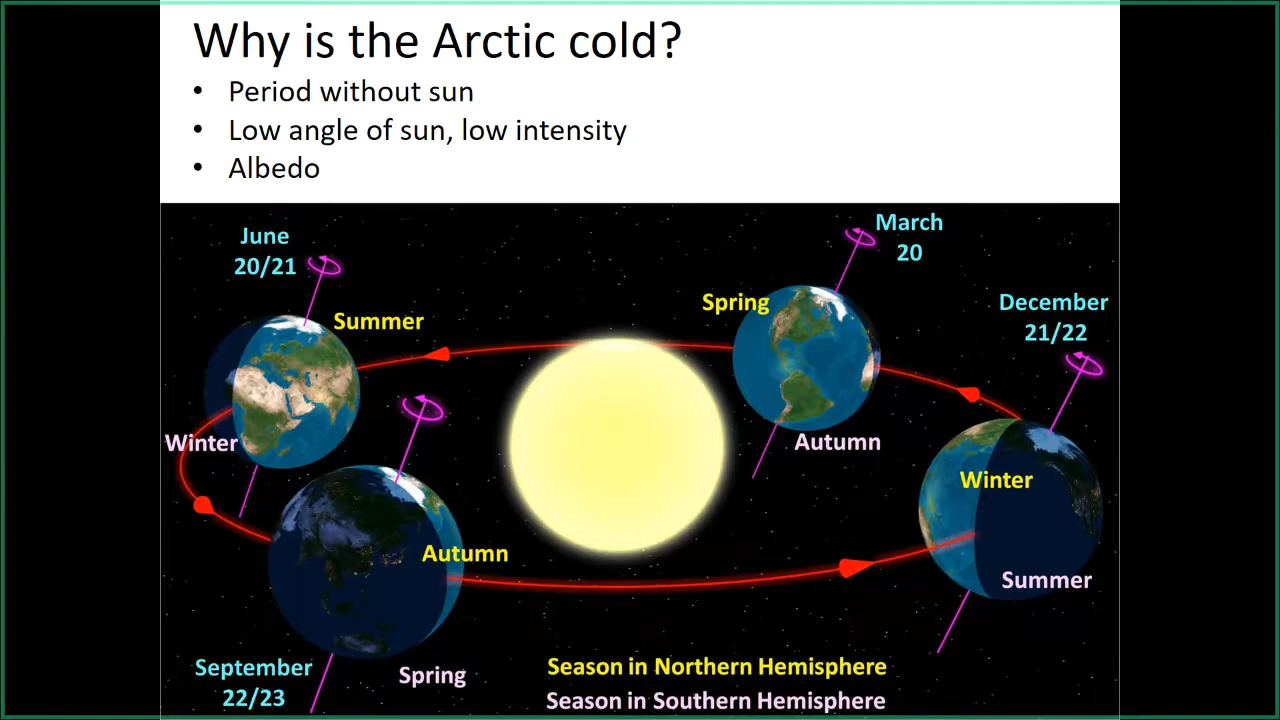 Why is the Arctic cold?
• Period without sun
• Low angle of sun, low intensity
• Albedo
June
20/21
Summer
Winter
March
20
Spring
Autumn
December
21/22
Winter
Summer
Autumn
September
22/23
Spring
Season in Northern Hemisphere
Season in Southern Hemisphere